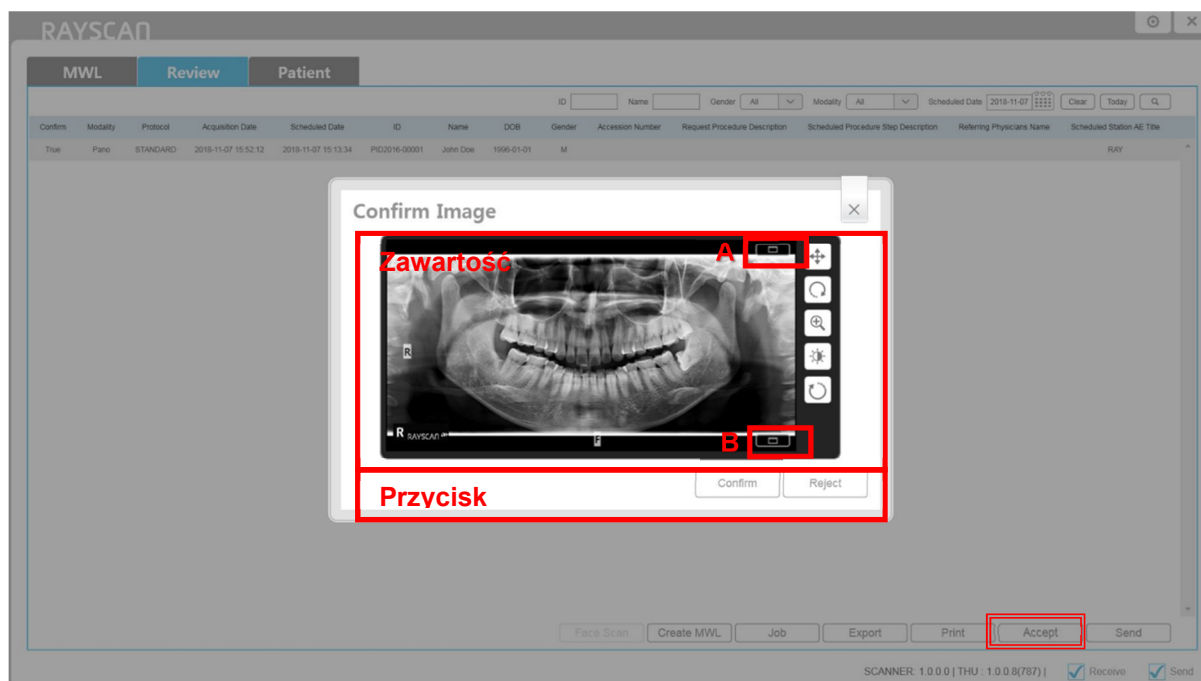 RAYSCAN
MWL Review Patient
ID Name Gender All Modality All Scheduled Date 2018-11-07 Clear Today
Confirm Modality Protocol Acquisition Date Scheduled Date ID Name DOB Gender Accession Number Request Procedure Description Scheduled Procedure Step Description Referring Physicians Name Scheduled Station AE Title
True Pano STANDARD 2018-11-07 15:52:12 2018-11-07 15:13:34 PID2016-00001 John Doe 1996-01-01 M RAY
Confirm Image
Zawartość A
R
R RAYSCAN F B
Confirm Reject
Przycisk
Face Scan Create MWL Job Export Print Accept Send
SCANNER: 1.0.0.0 | THU : 1.0.0.8(787) | Receive Send